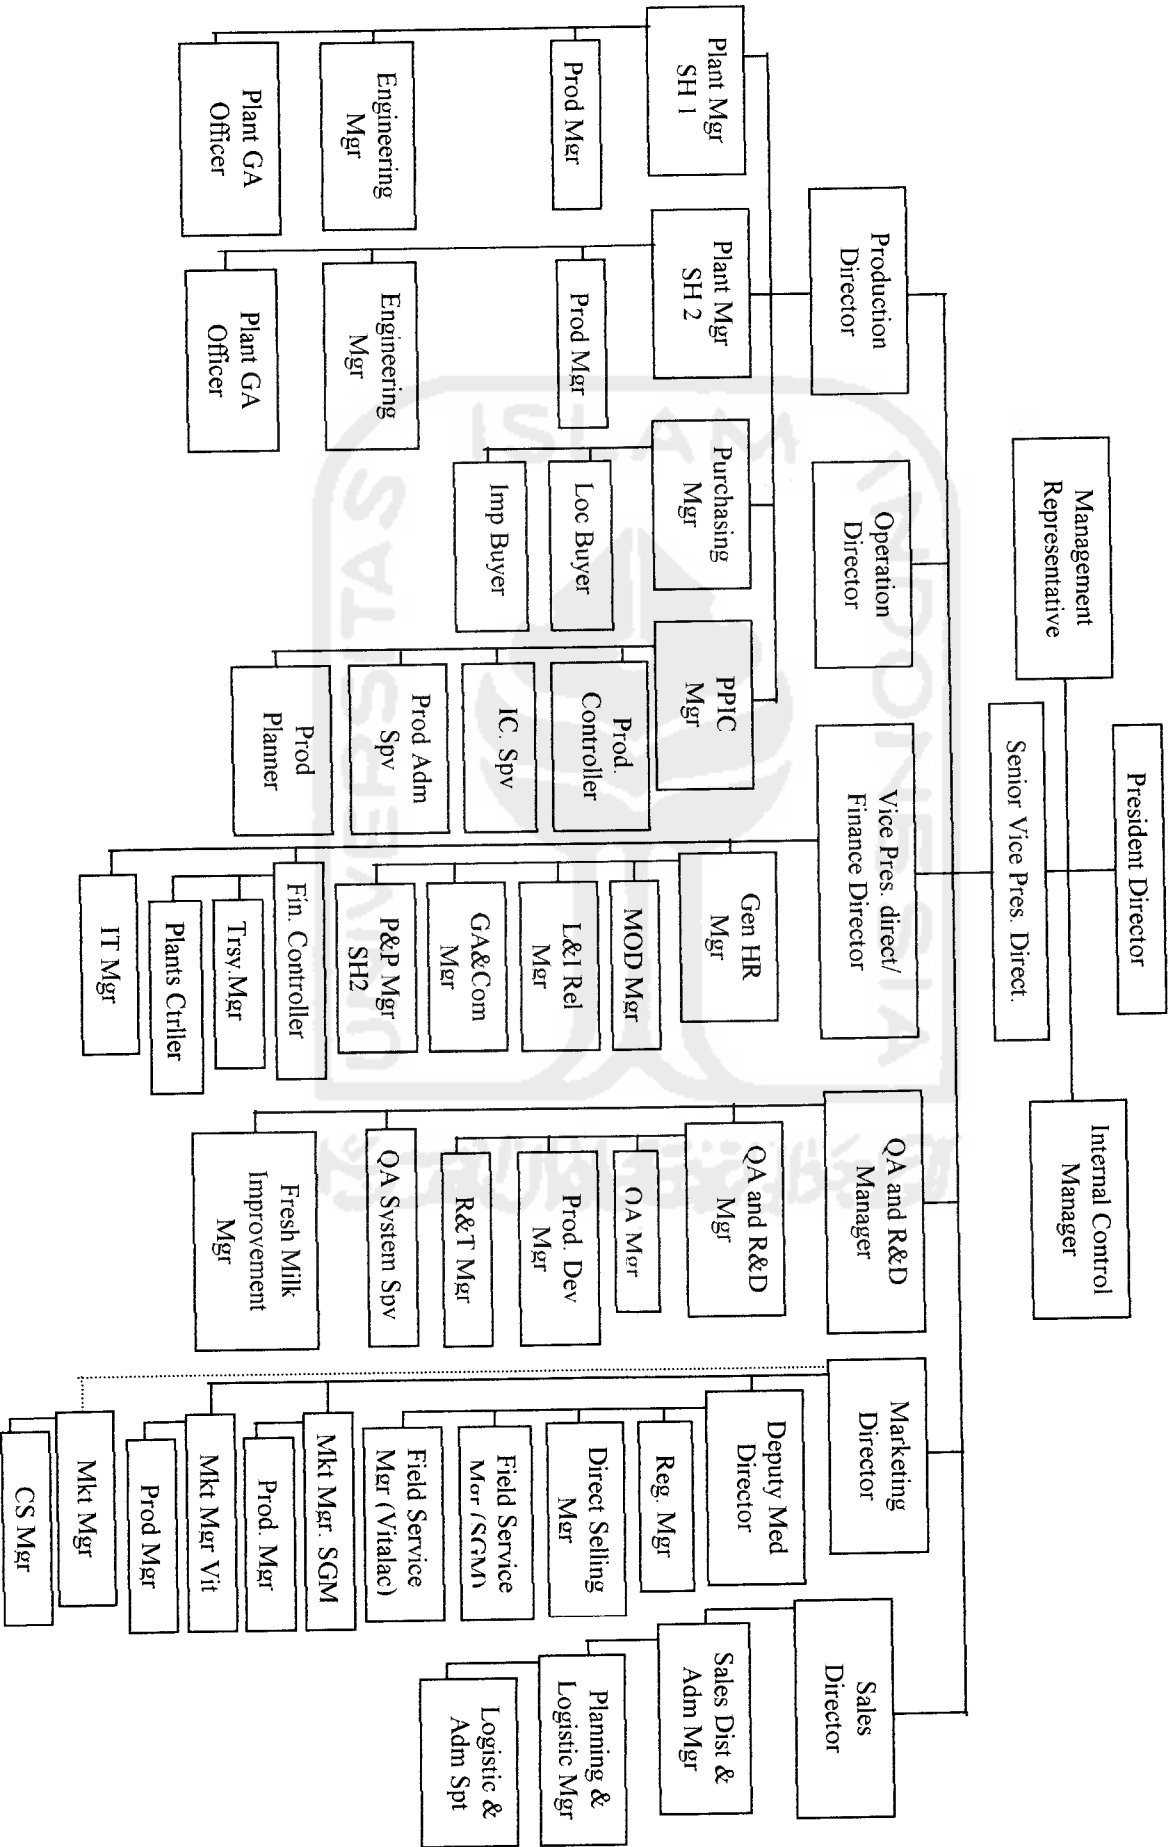 President Director
Management
Representative
Internal Control
Manager
Senior Vice Pres. Direct.
Production
Director
Operation
Director
Vice Pres. direct/
Finance Director
QA and R&D
Manager
Marketing
Director
Sales
Director
Plant Mgr
SH 1
Prod Mgr
Engineering
Mgr
Plant GA
Officer
Plant Mgr
SH 2
Prod Mgr
Engineering
Mgr
Plant GA
Officer
Purchasing
Mgr
Loc Buyer
Imp Buyer
PPIC
Mgr
Prod.
Controller
IC. Spv
Prod Adm
Spv
Prod
Planner
Gen HR
Mgr
MOD Mgr
L&I Rel
Mgr
GA&Com
Mgr
P&P Mgr
SH2
Fin. Controller
Trsy.Mgr
Plants Ctrller
IT Mgr
QA and R&D
Mgr
QA Mgr
Prod. Dev
Mgr
R&T Mgr
QA System Spv
Fresh Milk
Improvement
Mgr
Deputy Med
Director
Reg. Mgr
Direct Selling
Mgr
Field Service
Mgr (SGM)
Field Service
Mgr (Vitalac)
Mkt Mgr. SGM
Prod. Mgr
Mkt Mgr Vit
Prod Mgr
Mkt Mgr
CS Mgr
Sales Dist &
Adm Mgr
Planning &
Logistic Mgr
Logistic &
Adm Spt
UNIVERSITAS
ISLAM
INDONESIA